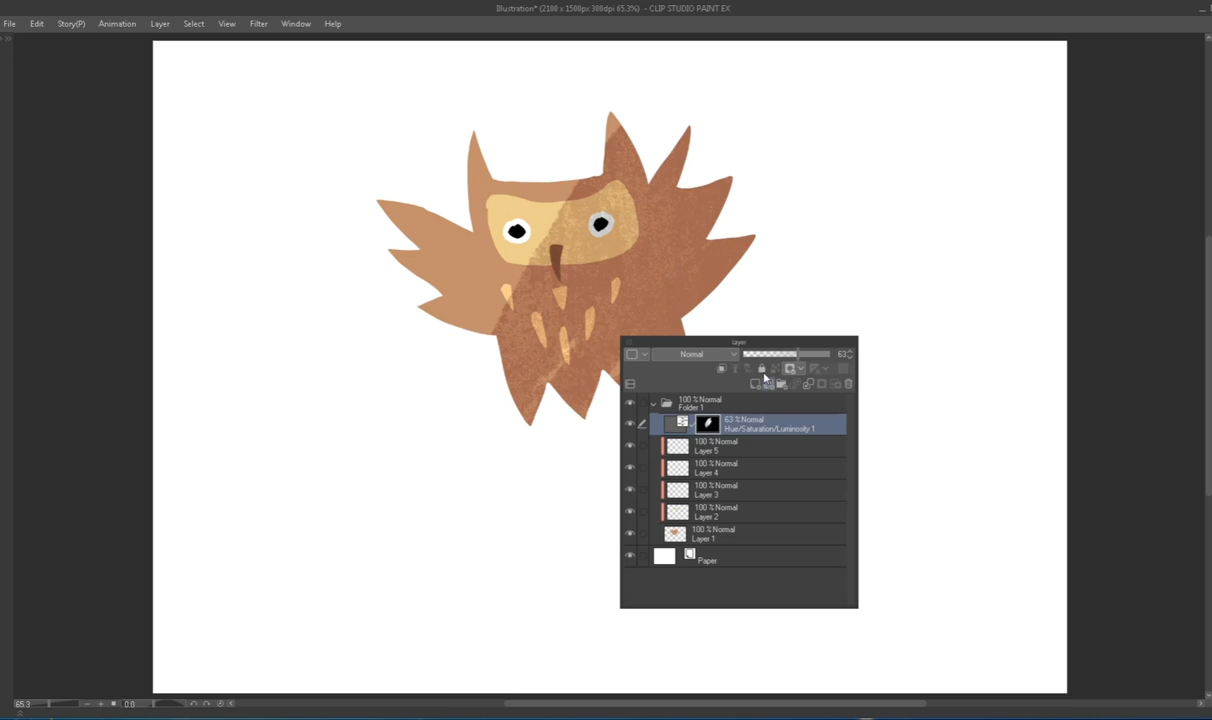 Illustration* (2100 x 1500px 300dpi 65.3%) - CLIP STUDIO PAINT EX
File Edit Story(P) Animation Layer Select View Filter Window Help
Layer
Normal 63
100 % Normal
Folder 1
63 % Normal
Hue/Saturation/Luminosity 1
100 % Normal
Layer 5
100 % Normal
Layer 4
100 % Normal
Layer 3
100 % Normal
Layer 2
100 % Normal
Layer 1
Paper
65.3 0.0